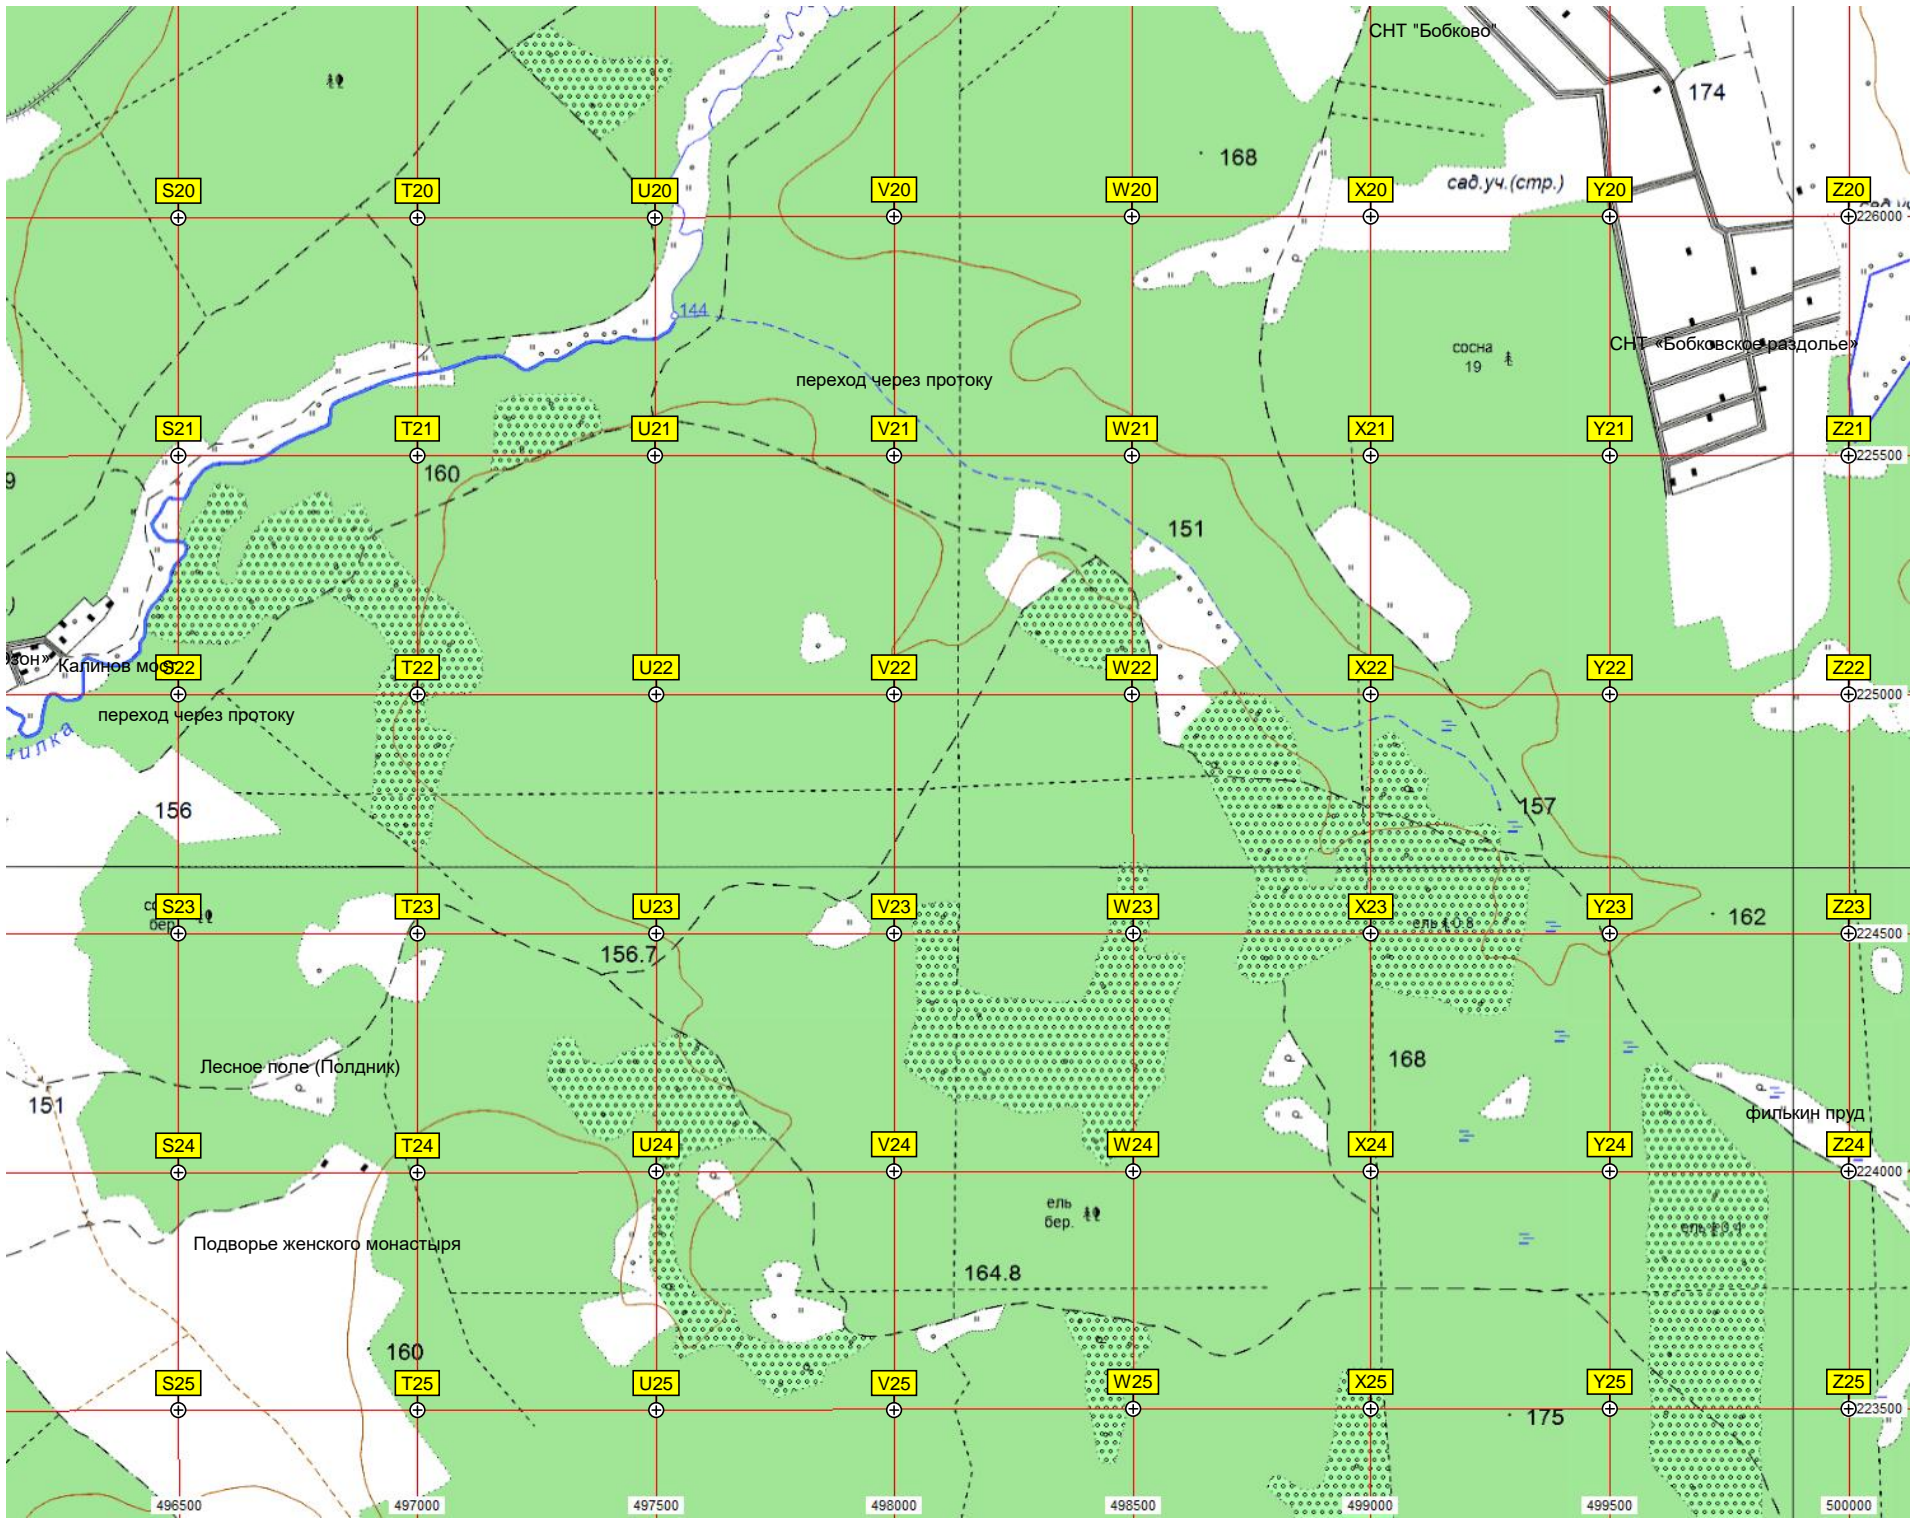 СНТ "Бобково"
174
168
сад.уч.(стр.)
S20 T20 U20 V20 W20 X20 Y20 Z20
226000
144
СНТ «Бобковское раздолье»
сосна
19
переход через протоку
S21 T21 U21 V21 W21 X21 Y21 Z21
225500
160
9
151
Калинов мост
S22 T22 U22 V22 W22 X22 Y22 Z22
225000
переход через протоку
156
157
S23 T23 U23 V23 W23 X23 Y23 Z23
бер.
162
ель 0.8
224500
156.7
168
Лесное поле (Полдник)
151
филькин пруд
S24 T24 U24 V24 W24 X24 Y24 Z24
224000
ель
бер.
Подворье женского монастыря
164.8
160
S25 T25 U25 V25 W25 X25 Y25 Z25
223500
175
496500 497000 497500 498000 498500 499000 499500 500000